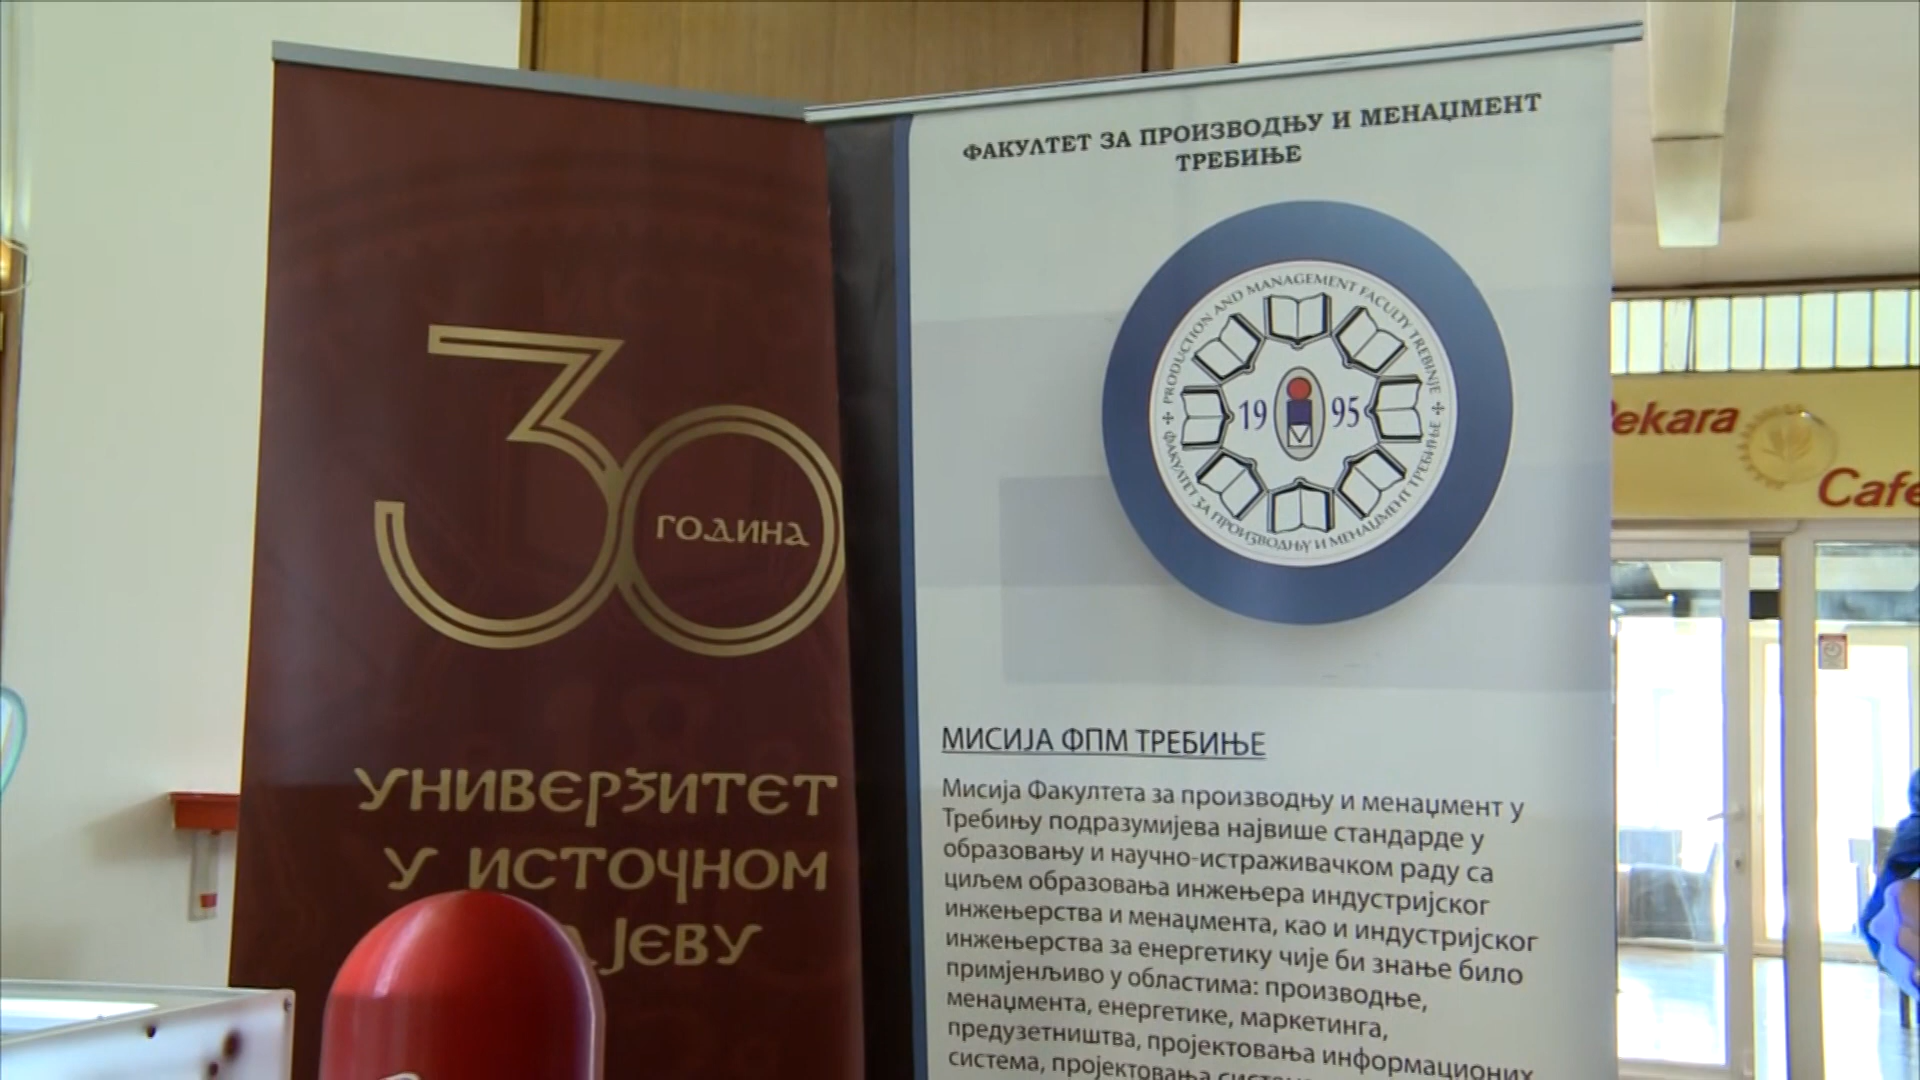 30
ГОДИНА
УНИВЕРЗИТЕТ
У ИСТОЧНОМ
ФАКУЛТЕТ ЗА ПРОИЗВОДЊУ И МЕНАЏМЕНТ
ТРЕБИЊЕ
PRODUCTION AND MANAGEMENT FACULTY TREBINJE
19 95
ФАКУЛТЕТ ЗА ПРОИЗВОДЊУ И МЕНАЏМЕНТ ТРЕБИЊЕ
МИСИЈА ФПМ ТРЕБИЊЕ
Мисија Факултета за производњу и менаџмент у
Требињу подразумијева највише стандарде у
образовању и научно-истраживачком раду са
циљем образовања инжењера индустријског
инжењерства и менаџмента, као и индустријског
инжењерства за енергетику чије би знање било
примјенљиво у областима: производње,
менаџмента, енергетике, маркетинга,
предузетништва, пројектовања информационих
система, пројектовања
ekara
Cafe